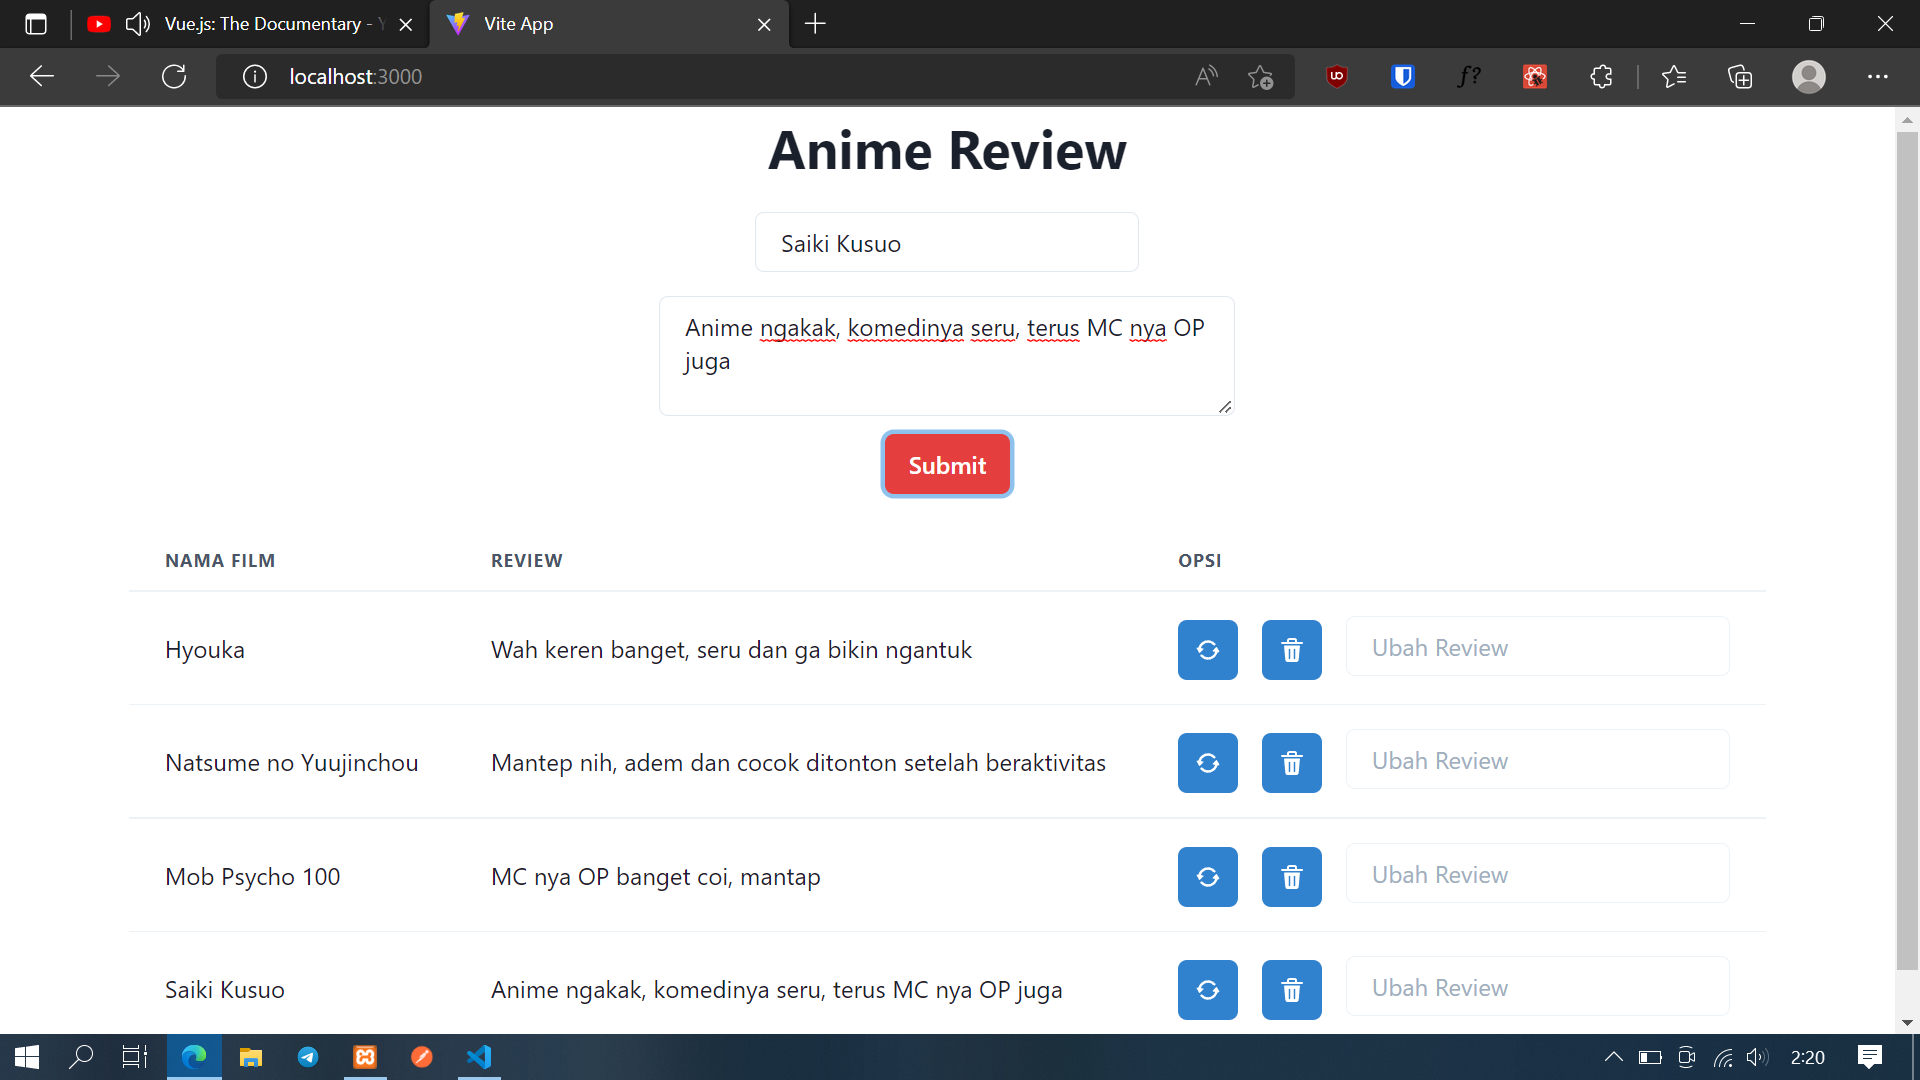 Vue.js: The Documentary - Y
Vite App
localhost:3000
Anime Review
Saiki Kusuo
Anime ngakak, komedinya seru, terus MC nya OP
juga
Submit
NAMA FILM REVIEW OPSI
Hyouka Wah keren banget, seru dan ga bikin ngantuk Ubah Review
Natsume no Yuujinchou Mantep nih, adem dan cocok ditonton setelah beraktivitas Ubah Review
Mob Psycho 100 MC nya OP banget coi, mantap Ubah Review
Saiki Kusuo Anime ngakak, komedinya seru, terus MC nya OP juga Ubah Review
2:20